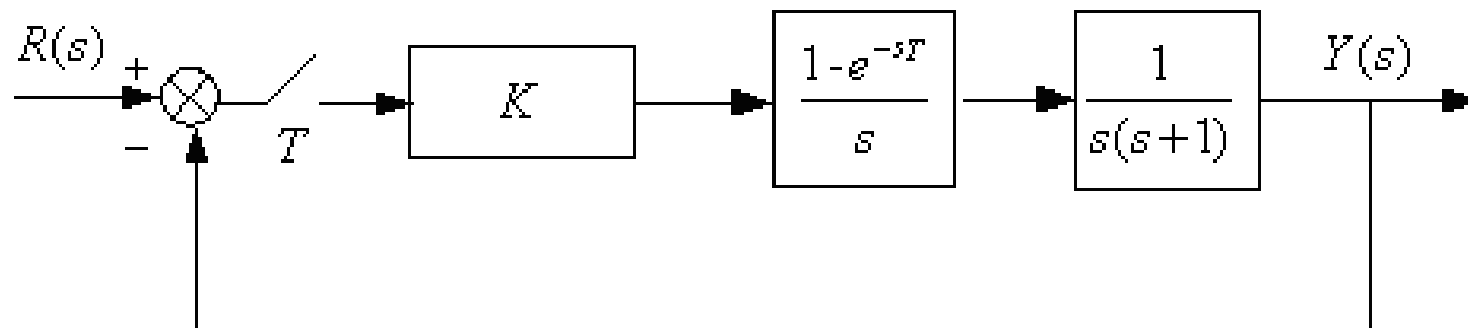 R(s)
+
−
T
K
1-e^{-sT}
s
1
s(s+1)
Y(s)